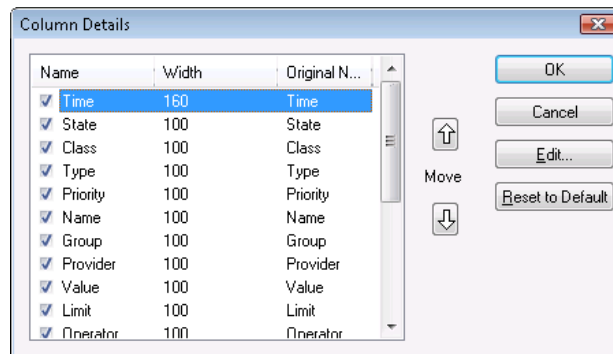 Column Details
Name Width Original N...
Time 160 Time
State 100 State
Class 100 Class
Type 100 Type
Priority 100 Priority
Name 100 Name
Group 100 Group
Provider 100 Provider
Value 100 Value
Limit 100 Limit
Operator 100 Operator
Move
OK
Cancel
Edit...
Reset to Default